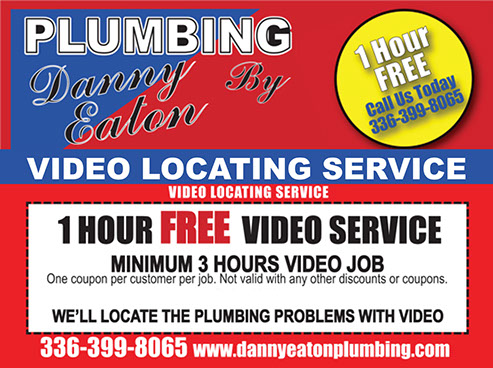 PLUMBING
By
Danny
Eaton
1 Hour
FREE
Call Us Today
336-399-8065
VIDEO LOCATING SERVICE
VIDEO LOCATING SERVICE
1 HOUR FREE VIDEO SERVICE
MINIMUM 3 HOURS VIDEO JOB
One coupon per customer per job. Not valid with any other discounts or coupons.
WE'LL LOCATE THE PLUMBING PROBLEMS WITH VIDEO
336-399-8065 www.dannyeatonplumbing.com